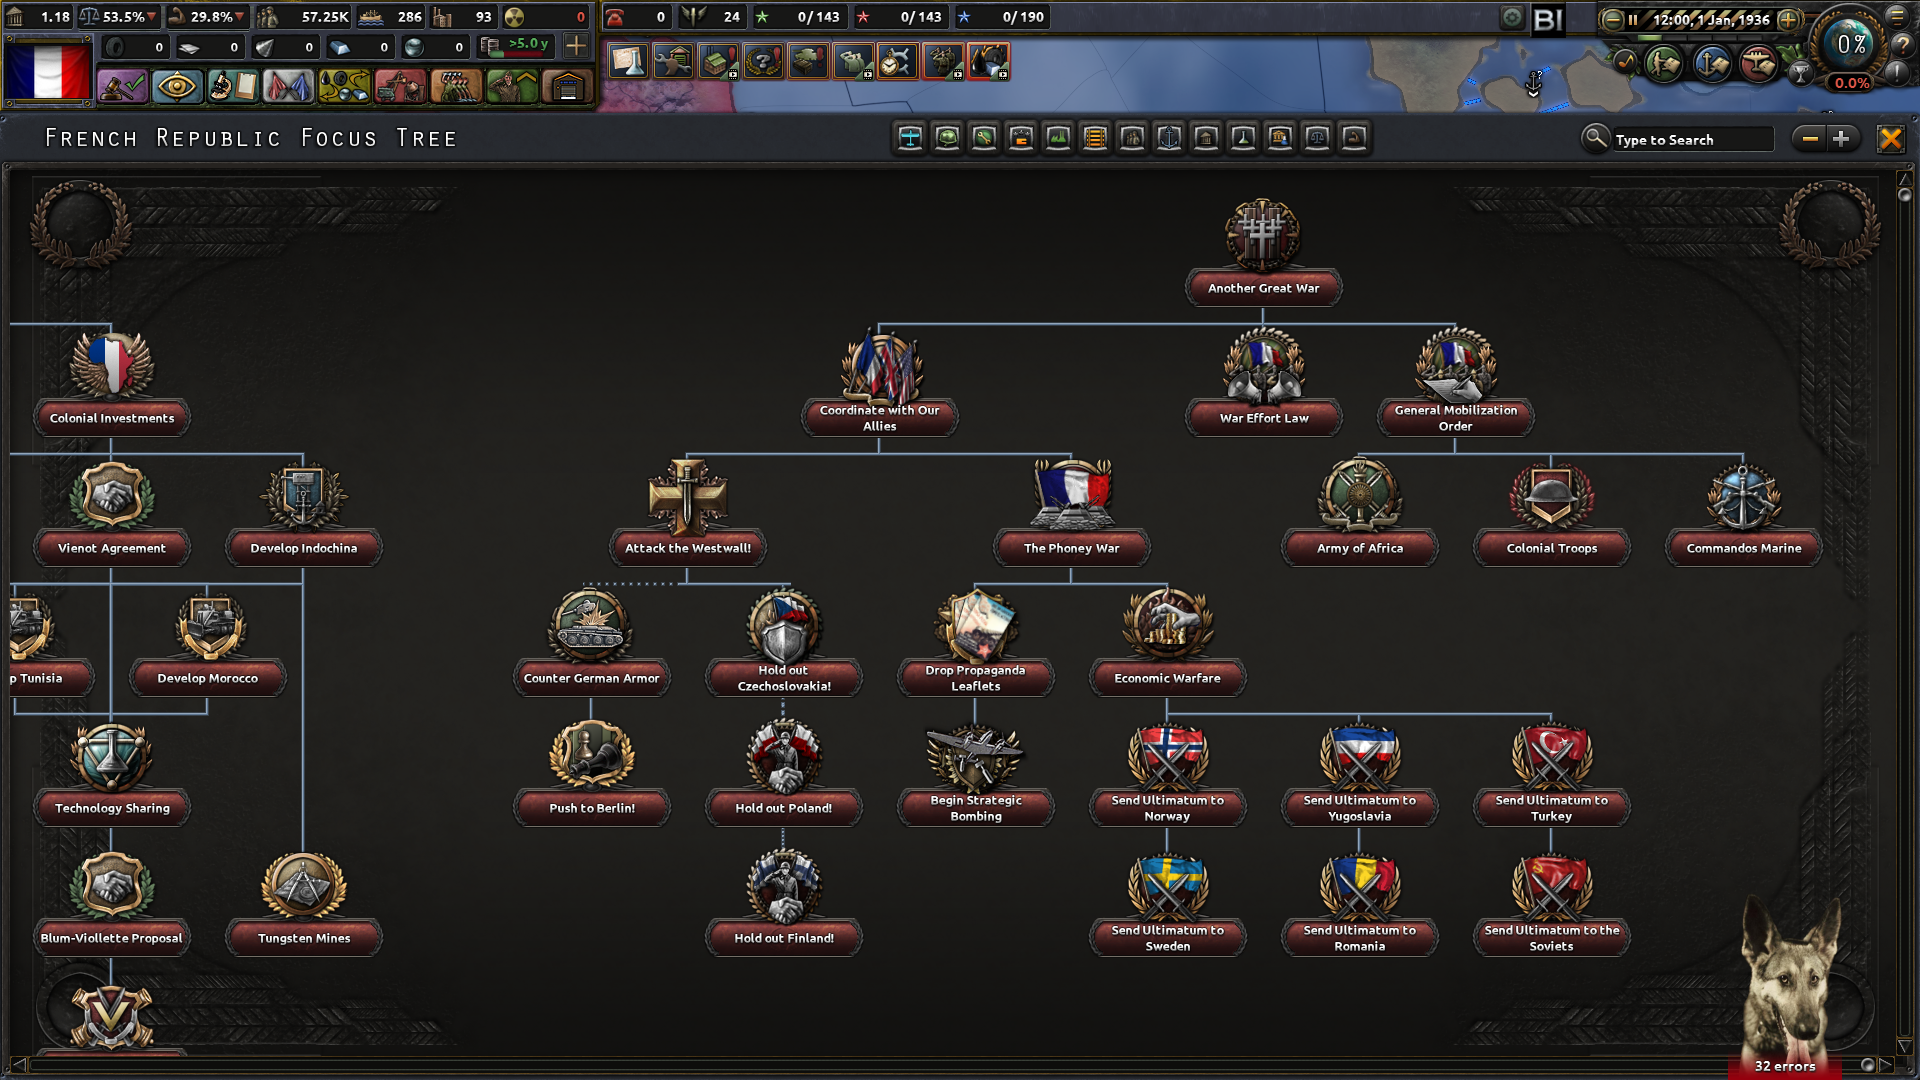 1.18
53.5%
29.8%
57.25K
286
93
0
0
24
0/143
0/143
0/190
BI
12:00, 1 Jan, 1936
0%
0
0
0
0
0
>5.0 y
0.0%
French Republic Focus Tree
Type to Search
Another Great War
Colonial Investments
Coordinate with Our
Allies
War Effort Law
General Mobilization
Order
Vienot Agreement
Develop Indochina
Attack the Westwall!
The Phoney War
Army of Africa
Colonial Troops
Commandos Marine
p Tunisia
Develop Morocco
Counter German Armor
Hold out
Czechoslovakia!
Drop Propaganda
Leaflets
Economic Warfare
Technology Sharing
Push to Berlin!
Hold out Poland!
Begin Strategic
Bombing
Send Ultimatum to
Norway
Send Ultimatum to
Yugoslavia
Send Ultimatum to
Turkey
Blum-Viollette Proposal
Tungsten Mines
Hold out Finland!
Send Ultimatum to
Sweden
Send Ultimatum to
Romania
Send Ultimatum to the
Soviets
32 errors